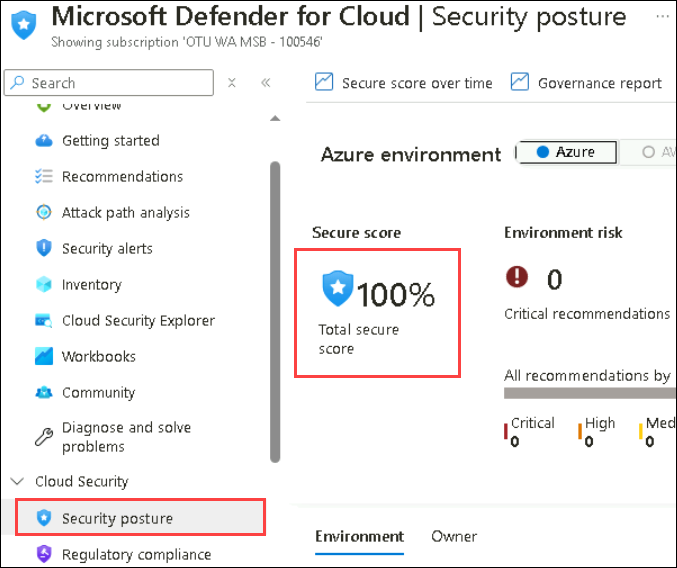 Microsoft Defender for Cloud | Security posture
Showing subscription 'OTU WA MSB - 100546'
Search
Overview
Getting started
Recommendations
Attack path analysis
Security alerts
Inventory
Cloud Security Explorer
Workbooks
Community
Diagnose and solve
problems
Cloud Security
Security posture
Regulatory compliance
Secure score over time
Governance report
Azure environment
Azure
Secure score
100%
Total secure
score
Environment risk
0
Critical recommendations
All recommendations by
Critical
0
High
0
Med
0
Environment
Owner